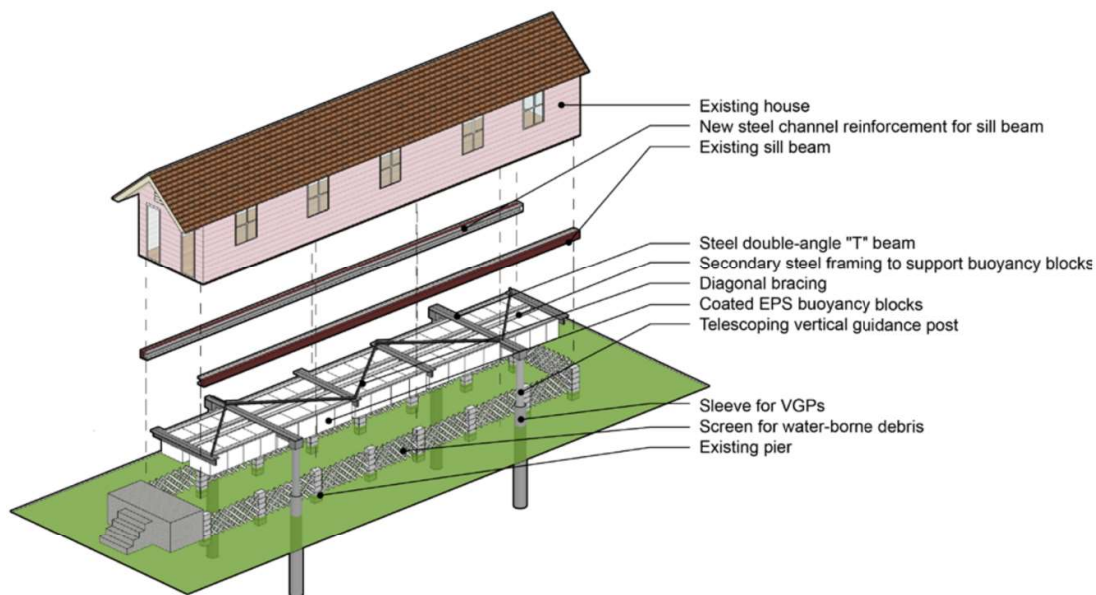 Existing house
New steel channel reinforcement for sill beam
Existing sill beam
Steel double-angle "T" beam
Secondary steel framing to support buoyancy blocks
Diagonal bracing
Coated EPS buoyancy blocks
Telescoping vertical guidance post
Sleeve for VGPs
Screen for water-borne debris
Existing pier